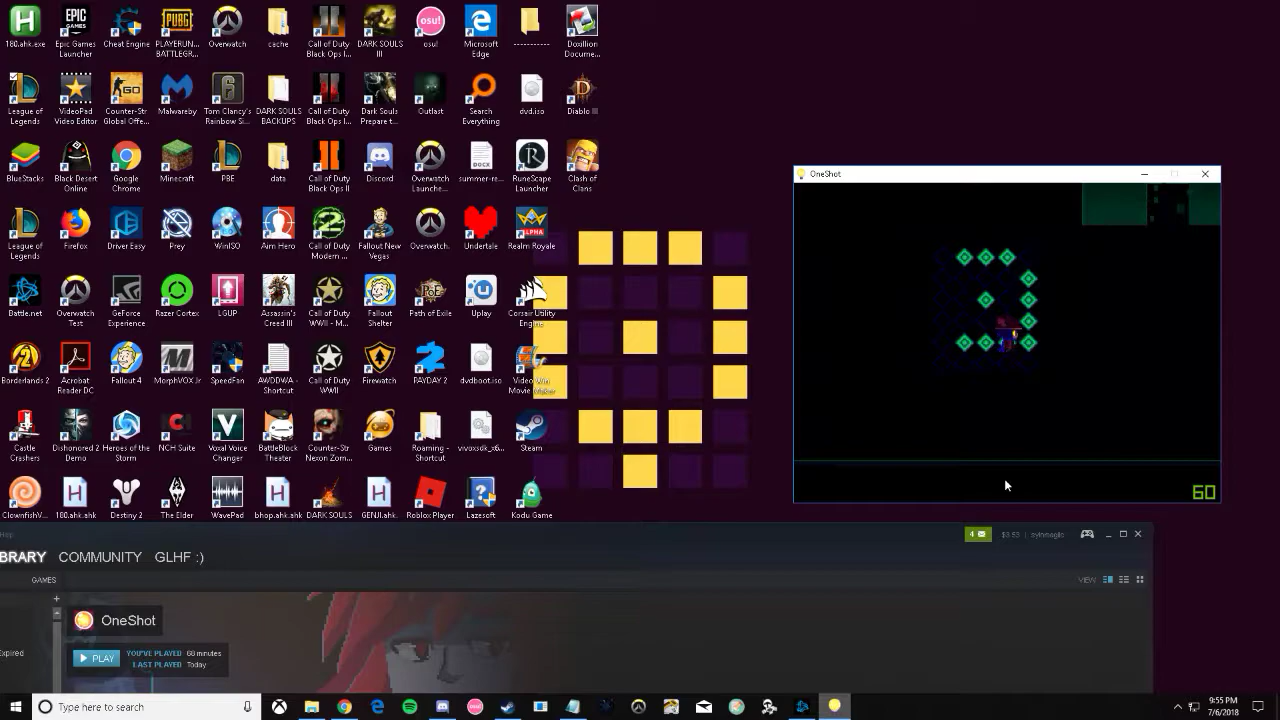 180.ahk.exe
Epic Games
Launcher
Cheat Engine
PLAYERUN...
BATTLEGR...
Overwatch
cache
Call of Duty
Black Ops I...
DARK SOULS
III
osu!
Microsoft
Edge
----------
Doxillion
Docume...
League of
Legends
VideoPad
Video Editor
Counter-Str
Global Offe...
Malwareby
Tom Clancy's
Rainbow Si...
DARK SOULS
BACKUPS
Call of Duty
Black Ops I...
Dark Souls
Prepare t...
Outlast
Search
Everything
dvd.iso
Diablo III
BlueStacks
Black Desert
Online
Google
Chrome
Minecraft
PBE
data
Call of Duty
Black Ops II
Discord
Overwatch
Launche...
summar-re...
RuneScape
Launcher
Clash of
Clans
League of
Legends
Firefox
Driver Easy
Prey
WinISO
Aim Hero
Call of Duty
Modern ...
Fallout New
Vegas
Overwatch.
Undertale
Realm Royale
Battle.net
Overwatch
Test
GeForce
Experience
Razer Cortex
LGUP
Assassin's
Creed III
Call of Duty
WWII
Fallout
Shelter
Path of Exile
Uplay
Corsair Utility
Engine
Borderlands 2
Acrobat
Reader DC
Fallout 4
MorphVOX Jr
SpeedFan
AWDDWA -
Shortcut
Call of Duty
WWII - M...
Firewatch
PAYDAY 2
dvdboot.iso
Video Win
Movie Maker
Castle
Crashers
Dishonored 2
Demo
Heroes of the
Storm
NCH Suite
Voxal Voice
Changer
BattleBlock
Theater
Counter-Str
Nexon Zom...
Games
Roaming -
Shortcut
vivoxsdk_x6...
Steam
ClownfishV...
180.ahk.ahk
Destiny 2
The Elder
WavePad
bhop.ahk.ahk
DARK SOULS
GENJI.ahk.ahk
Roblox Player
Lazesoft
Kodu Game
OneShot
60
4
$3.53
BRARY
COMMUNITY
GLHF :)
GAMES
VIEW:
+
OneShot
Expired
PLAY
YOU'VE PLAYED 68 minutes
LAST PLAYED Today
Type here to search
9:55 PM
7/6/2018